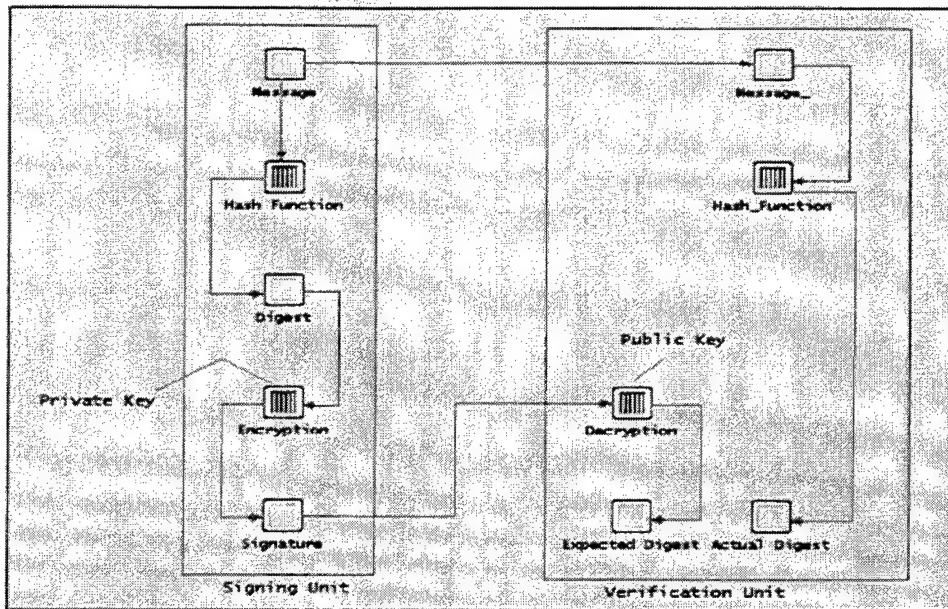 Message
Message_
Hash Function
Hash_Function
Digest
Public Key
Private Key
Encryption
Decryption
Signature
Expected Digest
Actual Digest
Signing Unit
Verification Unit